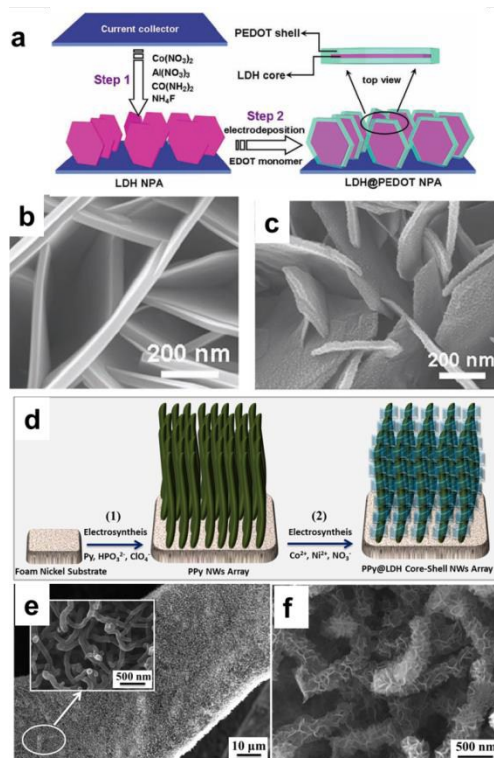 a
Current collector
Step 1
Co(NO₃)₂
Al(NO₃)₃
CO(NH₂)₂
NH₄F
LDH NPA
Step 2
electrodeposition
EDOT monomer
PEDOT shell
LDH core
top view
LDH@PEDOT NPA
b
200 nm
c
200 nm
d
Foam Nickel Substrate
(1)
Electrosyntheis
Py, HPO₃²⁻, ClO₄⁻
PPy NWs Array
(2)
Electrosyntheis
Co²⁺, Ni²⁺, NO₃⁻
PPy@LDH Core-Shell NWs Array
e
500 nm
10 µm
f
500 nm